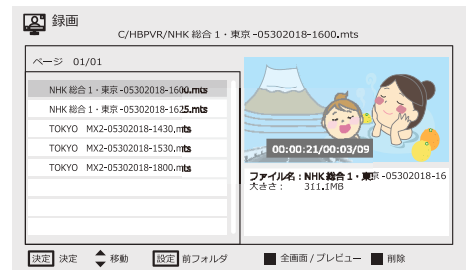 録画
C/HBPVR/NHK 総合 1・東京 -05302018-1600.mts
ページ 01/01
NHK 総合 1・東京 -05302018-1600.mts
NHK 総合 1・東京 -05302018-1625.mts
TOKYO MX2-05302018-1430.mts
TOKYO MX2-05302018-1530.mts
TOKYO MX2-05302018-1800.mts
00:00:21/00:03/09
ファイル名：NHK 総合 1・東京 -05302018-16
大きさ： 311.1MB
決定 決定 移動 設定 前フォルダ 全画面 / プレビュー 削除